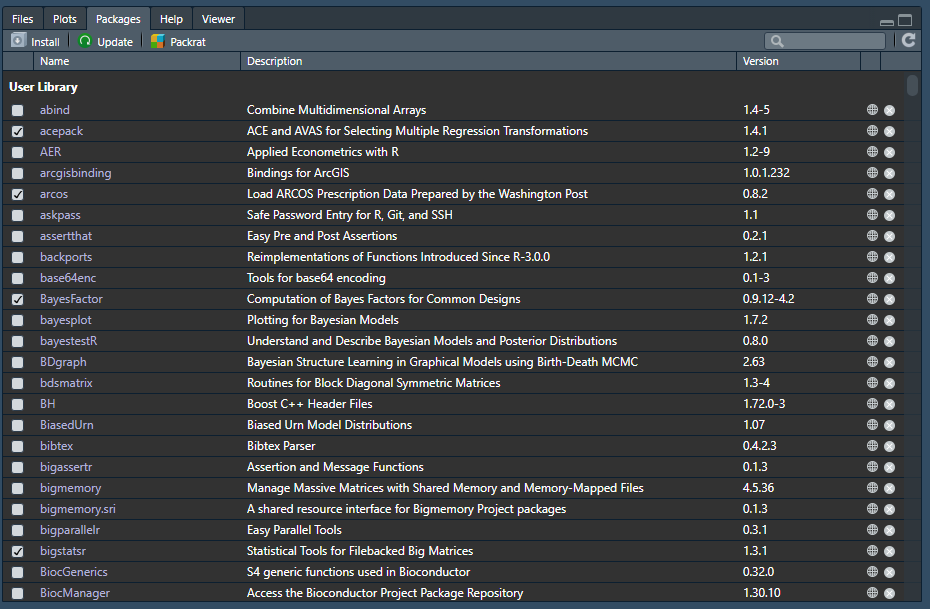 Files Plots Packages Help Viewer
Install Update Packrat
Name Description Version
User Library
abind Combine Multidimensional Arrays 1.4-5
acepack ACE and AVAS for Selecting Multiple Regression Transformations 1.4.1
AER Applied Econometrics with R 1.2-9
arcgisbinding Bindings for ArcGIS 1.0.1.232
arcos Load ARCOS Prescription Data Prepared by the Washington Post 0.8.2
askpass Safe Password Entry for R, Git, and SSH 1.1
assertthat Easy Pre and Post Assertions 0.2.1
backports Reimplementations of Functions Introduced Since R-3.0.0 1.2.1
base64enc Tools for base64 encoding 0.1-3
BayesFactor Computation of Bayes Factors for Common Designs 0.9.12-4.2
bayesplot Plotting for Bayesian Models 1.7.2
bayestestR Understand and Describe Bayesian Models and Posterior Distributions 0.8.0
BDgraph Bayesian Structure Learning in Graphical Models using Birth-Death MCMC 2.63
bdsmatrix Routines for Block Diagonal Symmetric Matrices 1.3-4
BH Boost C++ Header Files 1.72.0-3
BiasedUrn Biased Urn Model Distributions 1.07
bibtex Bibtex Parser 0.4.2.3
bigassertr Assertion and Message Functions 0.1.3
bigmemory Manage Massive Matrices with Shared Memory and Memory-Mapped Files 4.5.36
bigmemory.sri A shared resource interface for Bigmemory Project packages 0.1.3
bigparallelr Easy Parallel Tools 0.3.1
bigstatsr Statistical Tools for Filebacked Big Matrices 1.3.1
BiocGenerics S4 generic functions used in Bioconductor 0.32.0
BiocManager Access the Bioconductor Project Package Repository 1.30.10